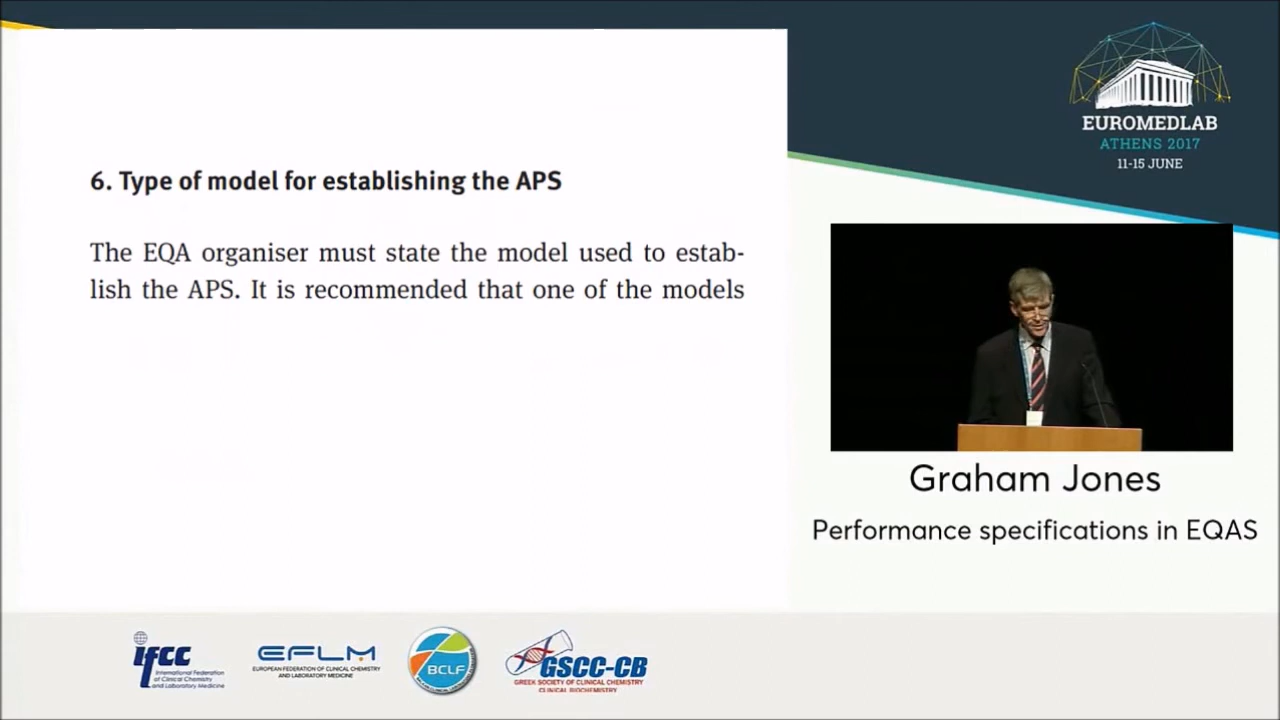 6. Type of model for establishing the APS
The EQA organiser must state the model used to estab-
lish the APS. It is recommended that one of the models
EUROMEDLAB
ATHENS 2017
11-15 JUNE
Graham Jones
Performance specifications in EQAS
ifcc
International Federation
of Clinical Chemistry
and Laboratory Medicine
EFLM
EUROPEAN FEDERATION OF CLINICAL CHEMISTRY
AND LABORATORY MEDICINE
BCLF
GSCC-CB
GREEK SOCIETY OF CLINICAL CHEMISTRY
CLINICAL BIOCHEMISTRY